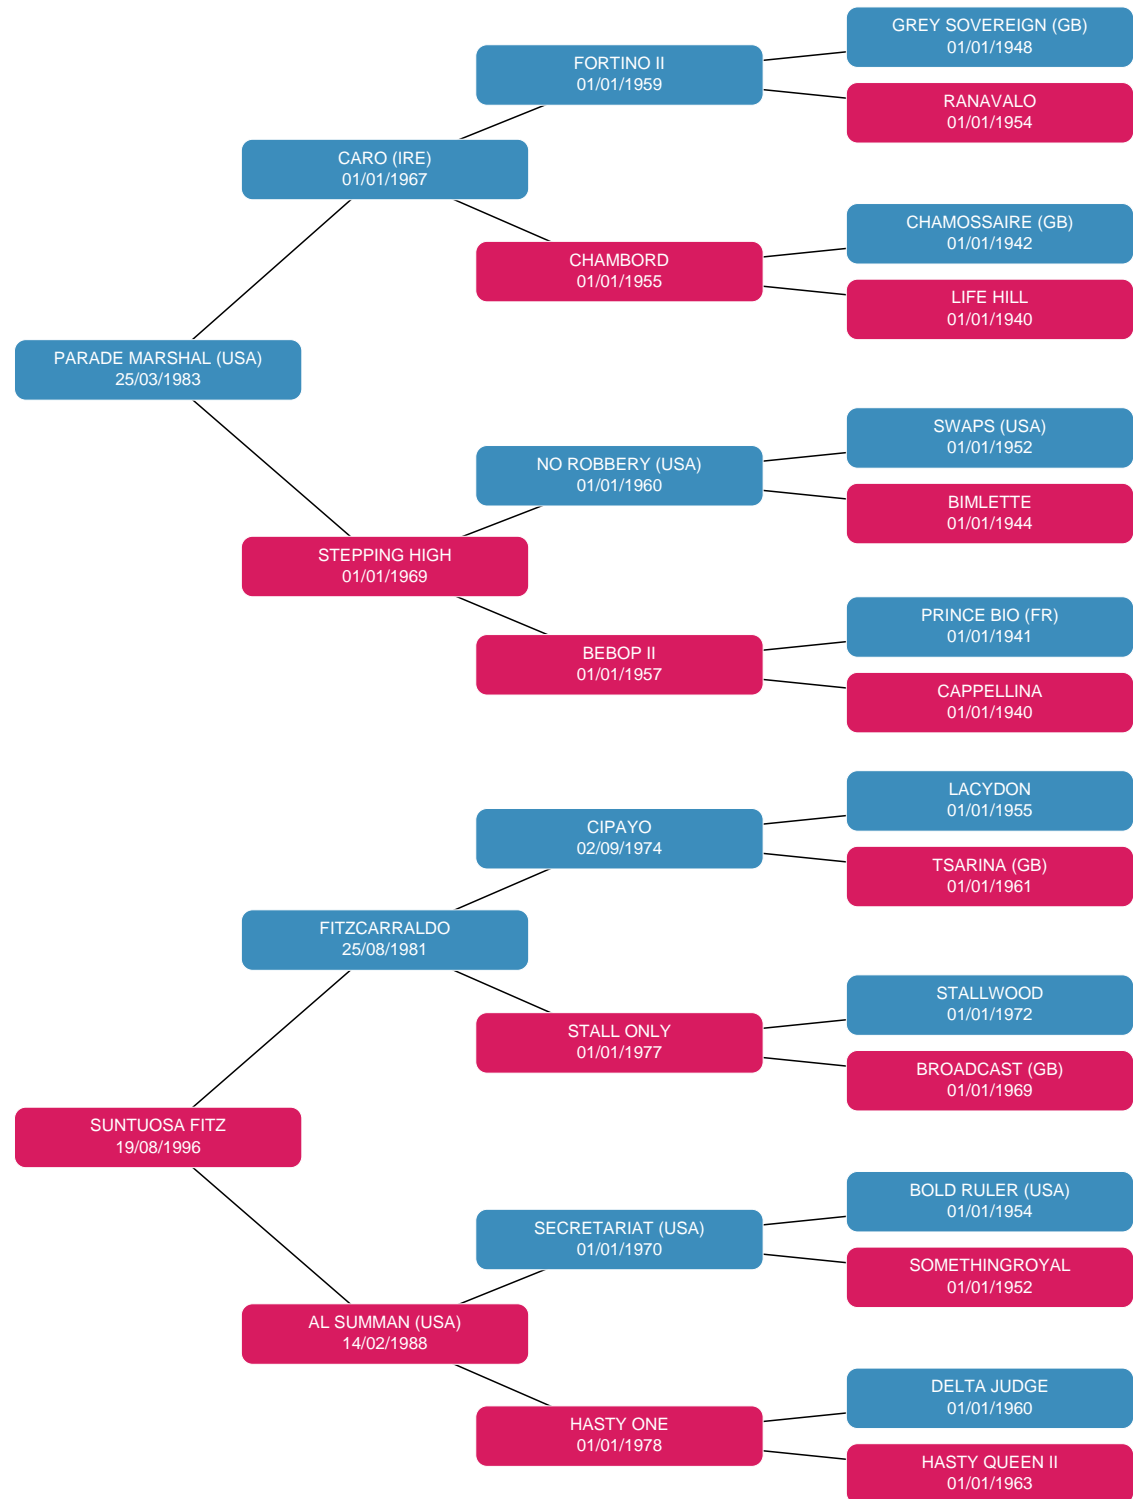 GREY SOVEREIGN (GB)
01/01/1948
FORTINO II
01/01/1959
RANAVALO
01/01/1954
CARO (IRE)
01/01/1967
CHAMOSSAIRE (GB)
01/01/1942
CHAMBORD
01/01/1955
LIFE HILL
01/01/1940
PARADE MARSHAL (USA)
25/03/1983
SWAPS (USA)
01/01/1952
NO ROBBERY (USA)
01/01/1960
BIMLETTE
01/01/1944
STEPPING HIGH
01/01/1969
PRINCE BIO (FR)
01/01/1941
BEBOP II
01/01/1957
CAPPELLINA
01/01/1940
LACYDON
01/01/1955
CIPAYO
02/09/1974
TSARINA (GB)
01/01/1961
FITZCARRALDO
25/08/1981
STALLWOOD
01/01/1972
STALL ONLY
01/01/1977
BROADCAST (GB)
01/01/1969
SUNTUOSA FITZ
19/08/1996
BOLD RULER (USA)
01/01/1954
SECRETARIAT (USA)
01/01/1970
SOMETHINGROYAL
01/01/1952
AL SUMMAN (USA)
14/02/1988
DELTA JUDGE
01/01/1960
HASTY ONE
01/01/1978
HASTY QUEEN II
01/01/1963